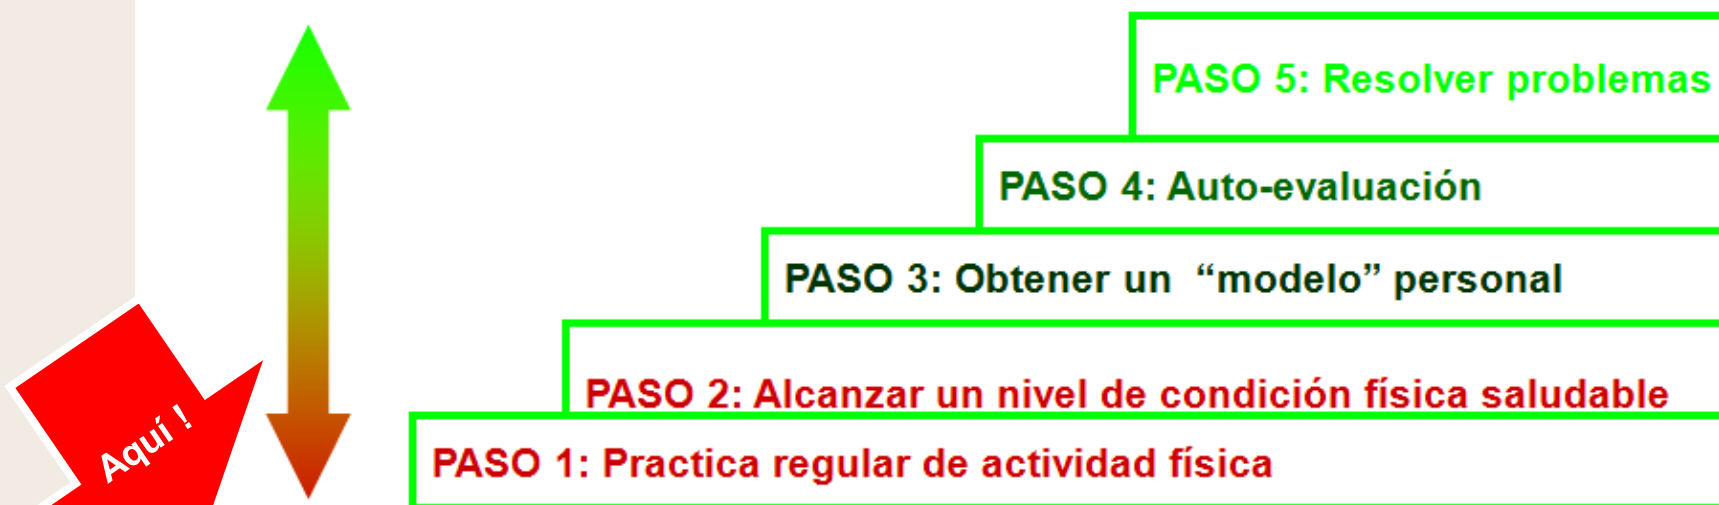 PASO 5: Resolver problemas
PASO 4: Auto-evaluación
PASO 3: Obtener un “modelo” personal
PASO 2: Alcanzar un nivel de condición física saludable
PASO 1: Practica regular de actividad física
Aquí !